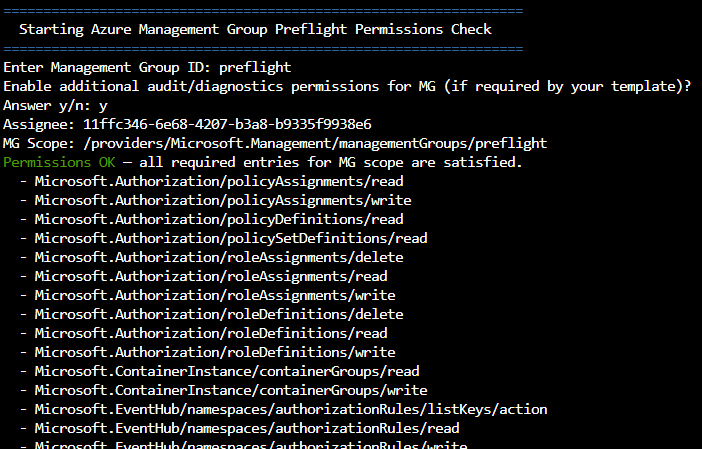 ================================================================
Starting Azure Management Group Preflight Permissions Check
================================================================
Enter Management Group ID: preflight
Enable additional audit/diagnostics permissions for MG (if required by your template)?
Answer y/n: y
Assignee: 11ffc346-6e68-4207-b3a8-b9335f9938e6
MG Scope: /providers/Microsoft.Management/managementGroups/preflight
Permissions OK — all required entries for MG scope are satisfied.
- Microsoft.Authorization/policyAssignments/read
- Microsoft.Authorization/policyAssignments/write
- Microsoft.Authorization/policyDefinitions/read
- Microsoft.Authorization/policySetDefinitions/read
- Microsoft.Authorization/roleAssignments/delete
- Microsoft.Authorization/roleAssignments/read
- Microsoft.Authorization/roleAssignments/write
- Microsoft.Authorization/roleDefinitions/delete
- Microsoft.Authorization/roleDefinitions/read
- Microsoft.Authorization/roleDefinitions/write
- Microsoft.ContainerInstance/containerGroups/read
- Microsoft.ContainerInstance/containerGroups/write
- Microsoft.EventHub/namespaces/authorizationRules/listKeys/action
- Microsoft.EventHub/namespaces/authorizationRules/read
- Microsoft.EventHub/namespaces/authorizationRules/write